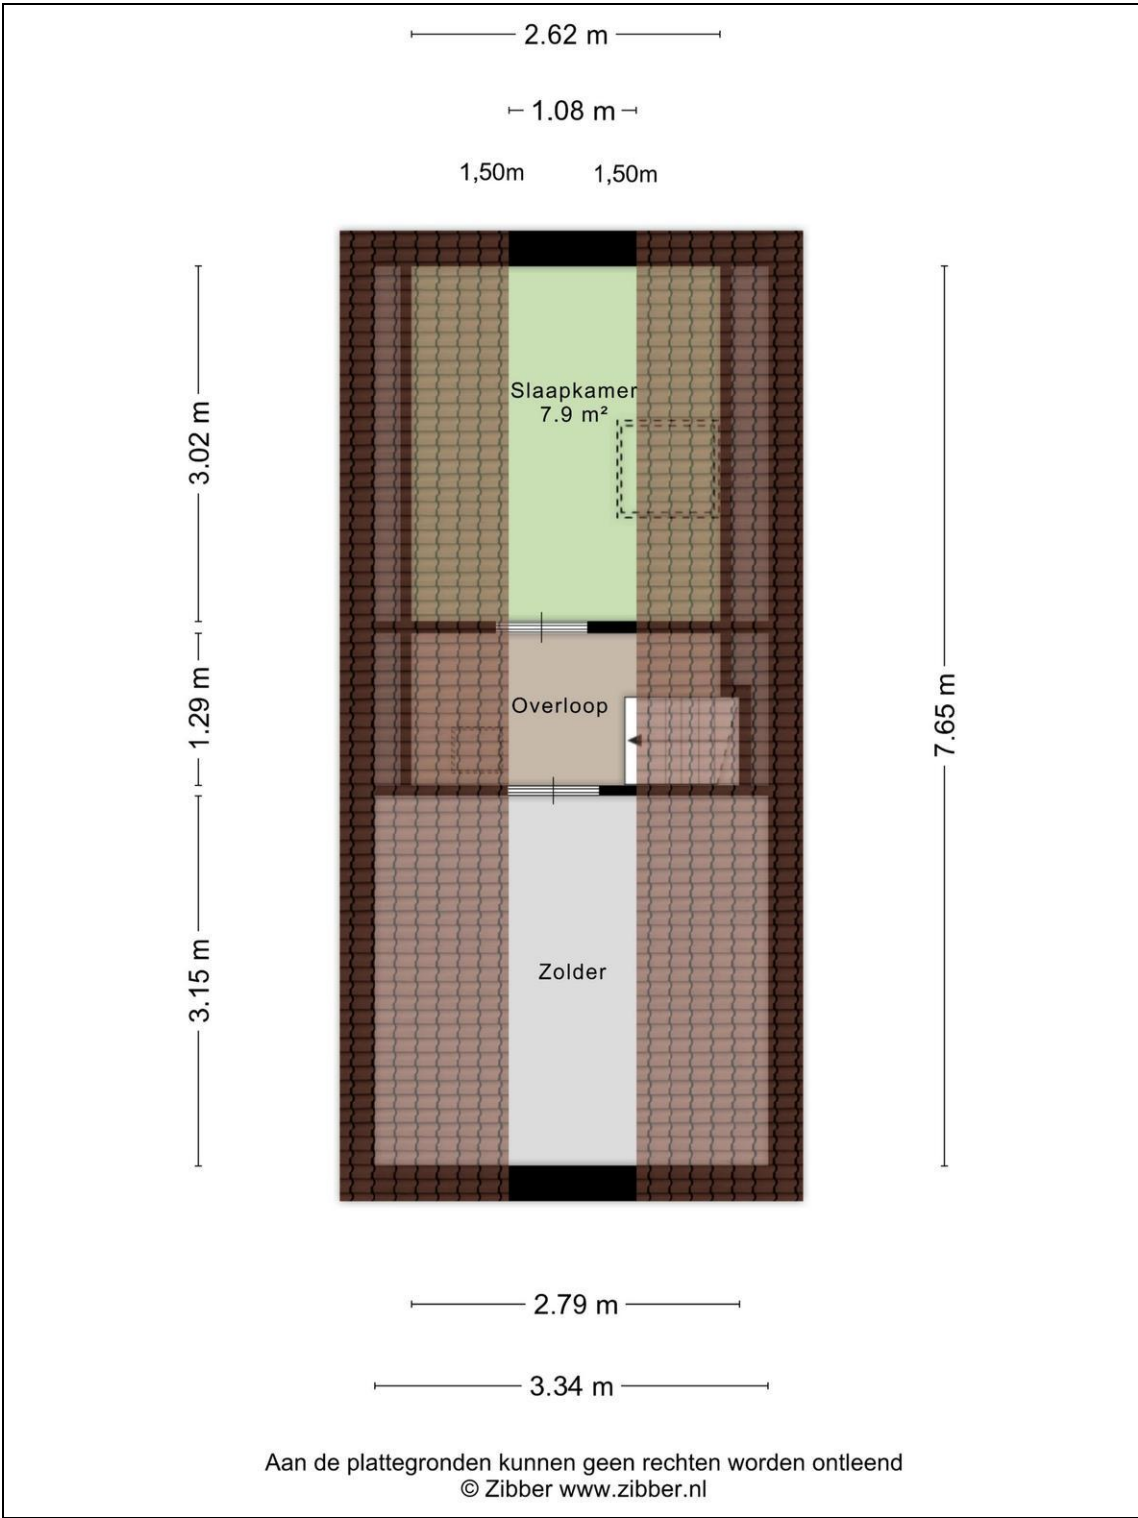 2.62 m
1.08 m
1,50m 1,50m
Slaapkamer
7.9 m²
3.02 m
Overloop
1.29 m
7.65 m
Zolder
3.15 m
2.79 m
3.34 m
Aan de plattegronden kunnen geen rechten worden ontleend
© Zibber www.zibber.nl